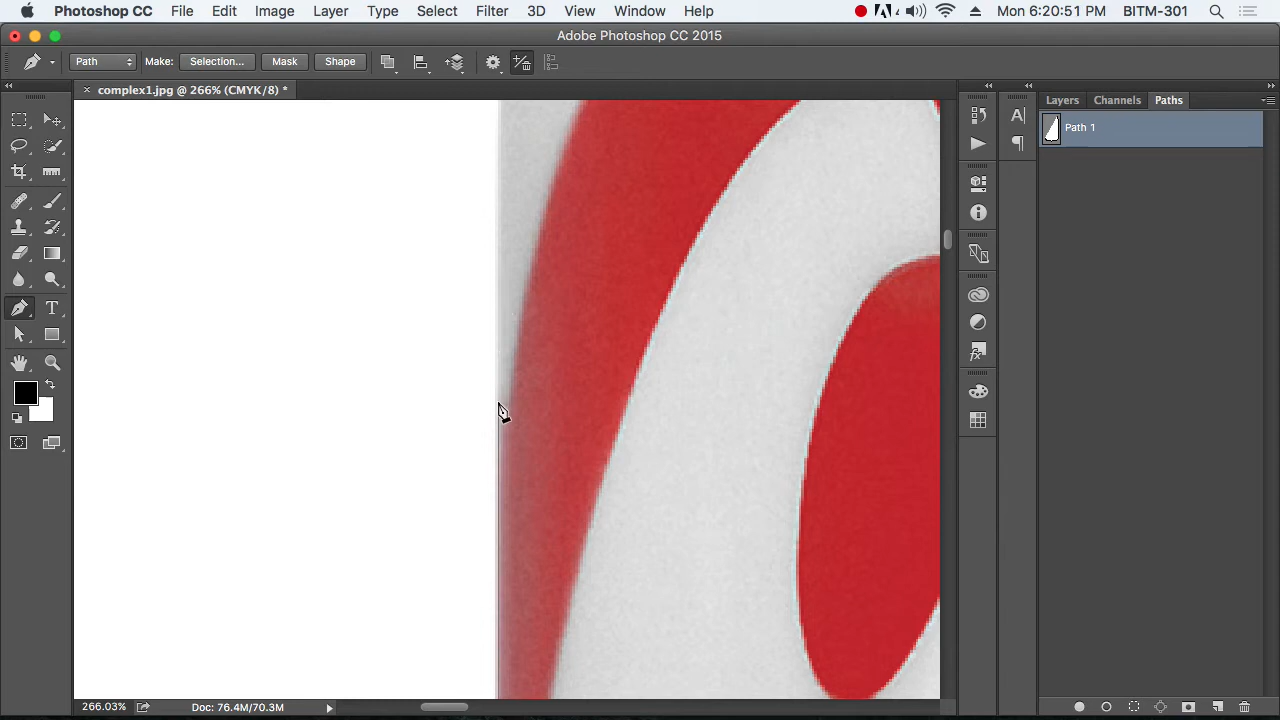 Photoshop CC File Edit Image Layer Type Select Filter 3D View Window Help Mon 6:20:51 PM BITM-301
Adobe Photoshop CC 2015
Path Make: Selection... Mask Shape
complex1.jpg @ 266% (CMYK/8) *
Layers Channels Paths
Path 1
266.03% Doc: 76.4M/70.3M